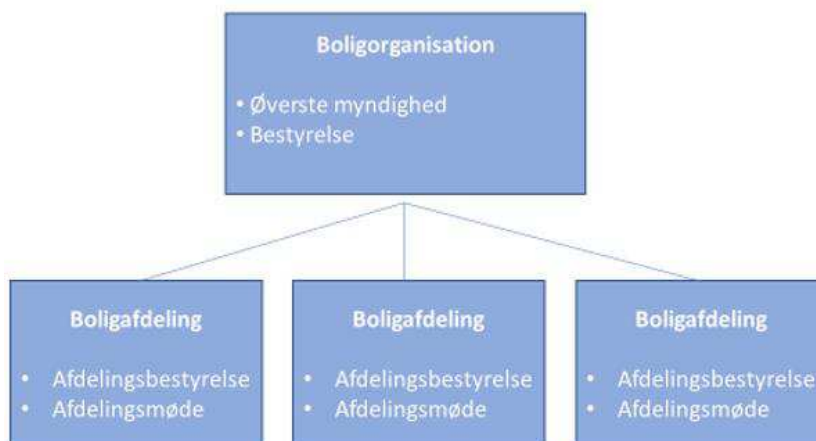 Boligorganisation
• Øverste myndighed
• Bestyrelse
Boligafdeling
• Afdelingsbestyrelse
• Afdelingsmøde
Boligafdeling
• Afdelingsbestyrelse
• Afdelingsmøde
Boligafdeling
• Afdelingsbestyrelse
• Afdelingsmøde